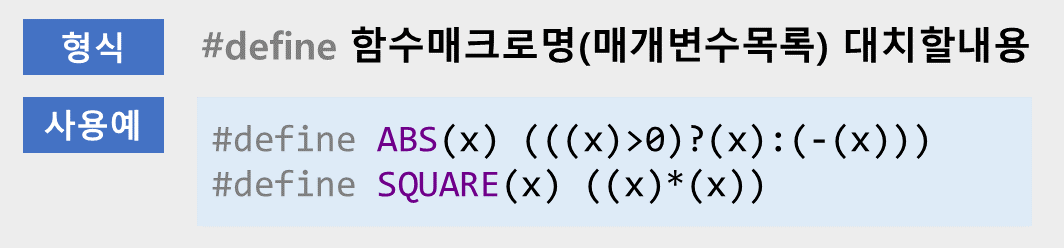 형식
#define 함수매크로명(매개변수목록) 대치할내용
사용예
#define ABS(x) (((x)>0)?(x):(-(x)))
#define SQUARE(x) ((x)*(x))